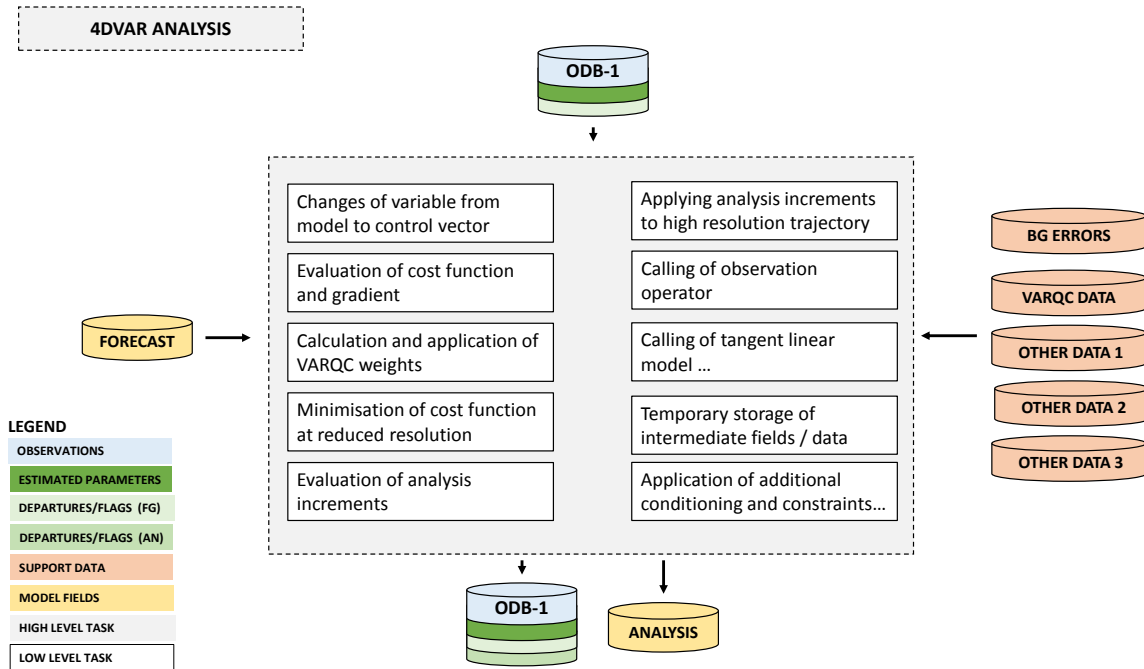 4DVAR ANALYSIS
ODB-1
Changes of variable from
model to control vector
Evaluation of cost function
and gradient
Calculation and application of
VARQC weights
Minimisation of cost function
at reduced resolution
Evaluation of analysis
increments
Applying analysis increments
to high resolution trajectory
Calling of observation
operator
Calling of tangent linear
model …
Temporary storage of
intermediate fields / data
Application of additional
conditioning and constraints…
FORECAST
BG ERRORS
VARQC DATA
OTHER DATA 1
OTHER DATA 2
OTHER DATA 3
LEGEND
OBSERVATIONS
ESTIMATED PARAMETERS
DEPARTURES/FLAGS (FG)
DEPARTURES/FLAGS (AN)
SUPPORT DATA
MODEL FIELDS
HIGH LEVEL TASK
LOW LEVEL TASK
ODB-1
ANALYSIS